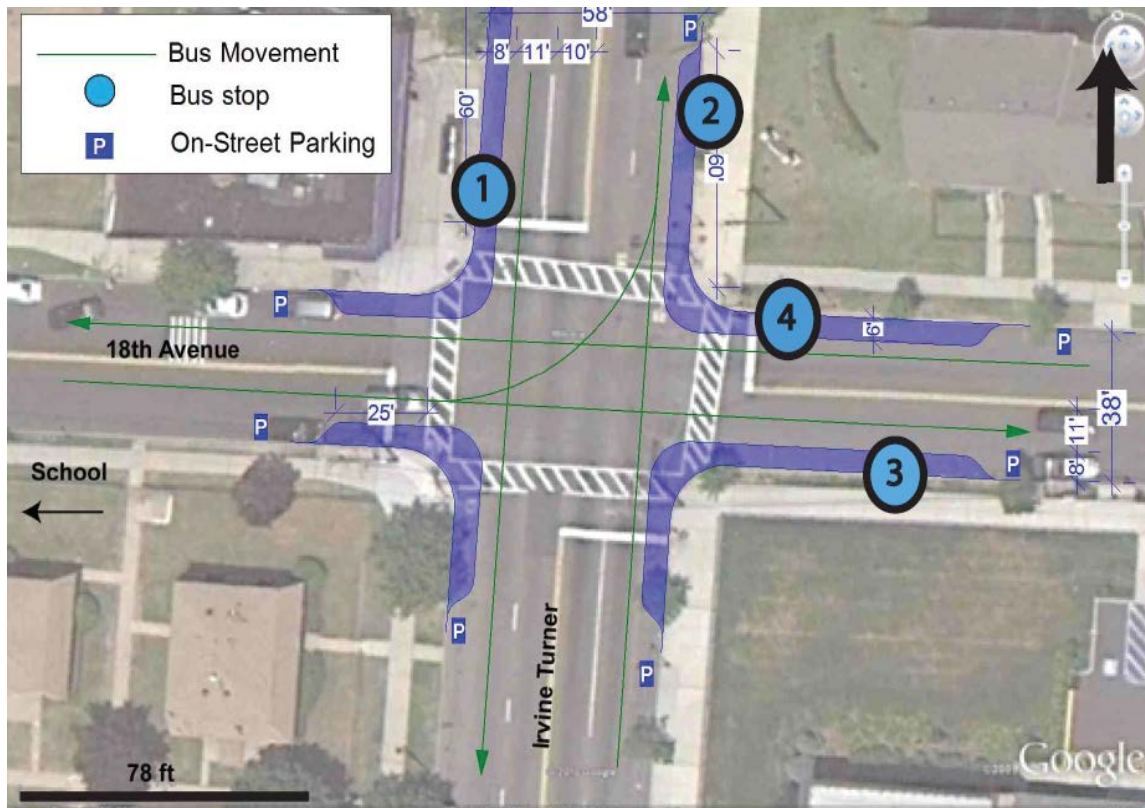 Bus Movement
Bus stop
P On-Street Parking
58'
8' 11' 10'
P
60'
2
60'
1
P
4
6'
P
18th Avenue
25'
38'
11'
8'
P
P
3
School
P
P
Irvine Turner
78 ft
Google